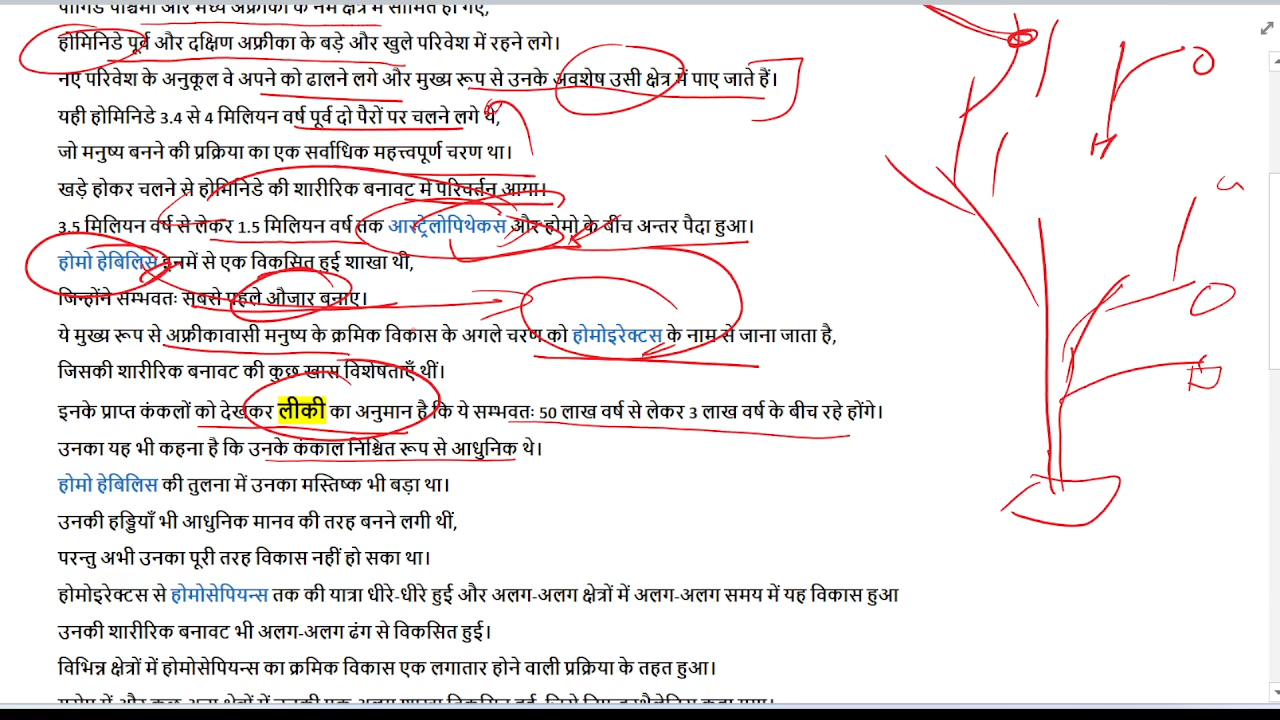 पोंगिडे पश्चिमी और मध्य अफ्रीका के नम क्षेत्र में सीमित हो गए,
होमिनिडे पूर्व और दक्षिण अफ्रीका के बड़े और खुले परिवेश में रहने लगे।
नए परिवेश के अनुकूल वे अपने को ढालने लगे और मुख्य रूप से उनके अवशेष उसी क्षेत्र में पाए जाते हैं।
यही होमिनिडे 3.4 से 4 मिलियन वर्ष पूर्व दो पैरों पर चलने लगे थे,
जो मनुष्य बनने की प्रक्रिया का एक सर्वाधिक महत्त्वपूर्ण चरण था।
खड़े होकर चलने से होमिनिडे की शारीरिक बनावट में परिवर्तन आया।
3.5 मिलियन वर्ष से लेकर 1.5 मिलियन वर्ष तक आस्ट्रेलोपिथेकस और होमो के बीच अन्तर पैदा हुआ।
होमो हेबिलिस इनमें से एक विकसित हुई शाखा थी,
जिन्होंने सम्भवतः सबसे पहले औजार बनाए।
ये मुख्य रूप से अफ्रीकावासी मनुष्य के क्रमिक विकास के अगले चरण को होमोइरेक्टस के नाम से जाना जाता है,
जिसकी शारीरिक बनावट की कुछ खास विशेषताएँ थीं।
इनके प्राप्त कंकलों को देखकर लीकी का अनुमान है कि ये सम्भवतः 50 लाख वर्ष से लेकर 3 लाख वर्ष के बीच रहे होंगे।
उनका यह भी कहना है कि उनके कंकाल निश्चित रूप से आधुनिक थे।
होमो हेबिलिस की तुलना में उनका मस्तिष्क भी बड़ा था।
उनकी हड्डियाँ भी आधुनिक मानव की तरह बनने लगी थीं,
परन्तु अभी उनका पूरी तरह विकास नहीं हो सका था।
होमोइरेक्टस से होमोसेपियन्स तक की यात्रा धीरे-धीरे हुई और अलग-अलग क्षेत्रों में अलग-अलग समय में यह विकास हुआ
उनकी शारीरिक बनावट भी अलग-अलग ढंग से विकसित हुई।
विभिन्न क्षेत्रों में होमोसेपियन्स का क्रमिक विकास एक लगातार होने वाली प्रक्रिया के तहत हुआ।